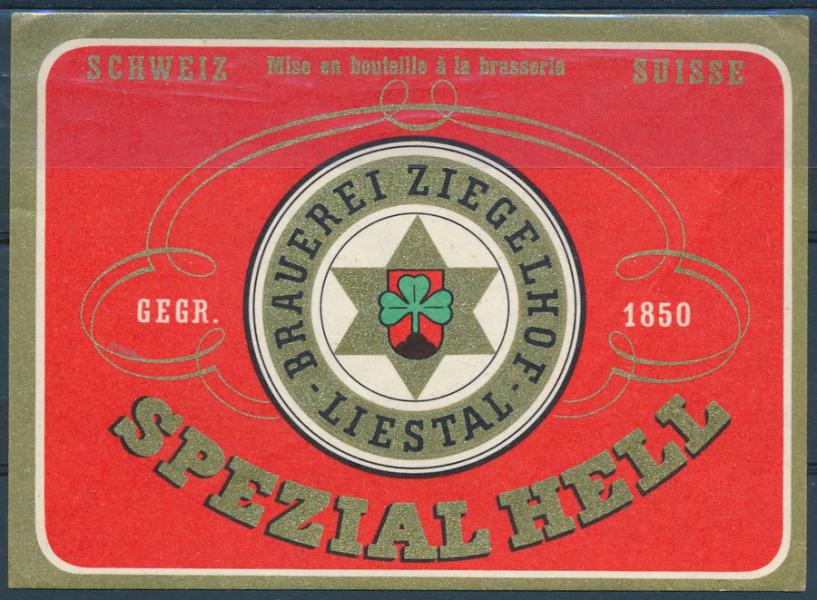 SCHWEIZ Mise en bouteille à la brasserie SUISSE
BRAUEREI ZIEGELHOF
- LIESTAL -
GEGR. 1850
SPEZIAL HELL